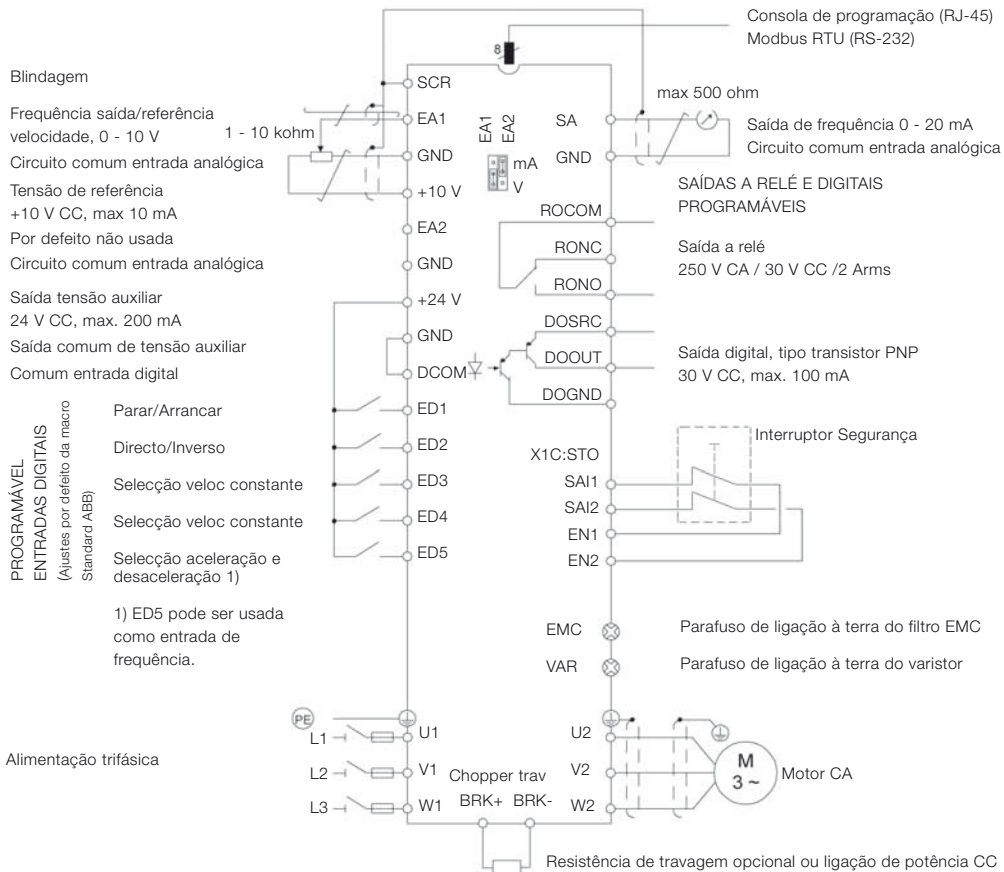 Consola de programação (RJ-45)
Modbus RTU (RS-232)
8
Blindagem
SCR
max 500 ohm
Frequência saída/referência
velocidade, 0 - 10 V
1 - 10 kohm
EA1
EA1
EA2
SA
Saída de frequência 0 - 20 mA
Circuito comum entrada analógica
Circuito comum entrada analógica
GND
mA
V
GND
Tensão de referência
+10 V CC, max 10 mA
+10 V
SAÍDAS A RELÉ E DIGITAIS
PROGRAMÁVEIS
Por defeito não usada
EA2
ROCOM
Circuito comum entrada analógica
GND
RONC
RONO
Saída a relé
250 V CA / 30 V CC /2 Arms
Saída tensão auxiliar
24 V CC, max. 200 mA
+24 V
Saída comum de tensão auxiliar
GND
DOSRC
Comum entrada digital
DCOM
DOOUT
DOGND
Saída digital, tipo transistor PNP
30 V CC, max. 100 mA
PROGRAMÁVEL
ENTRADAS DIGITAIS
(Ajustes por defeito da macro
Standard ABB)
Parar/Arrancar
ED1
Directo/Inverso
ED2
Selecção veloc constante
ED3
Selecção veloc constante
ED4
Selecção aceleração e
desaceleração 1)
ED5
1) ED5 pode ser usada
como entrada de
frequência.
Interruptor Segurança
X1C:STO
SAI1
SAI2
EN1
EN2
EMC
Parafuso de ligação à terra do filtro EMC
VAR
Parafuso de ligação à terra do varistor
PE
Alimentação trifásica
L1
U1
U2
L2
V1
V2
L3
W1
W2
Chopper trav
BRK+ BRK-
M
3 ~
Motor CA
Resistência de travagem opcional ou ligação de potência CC